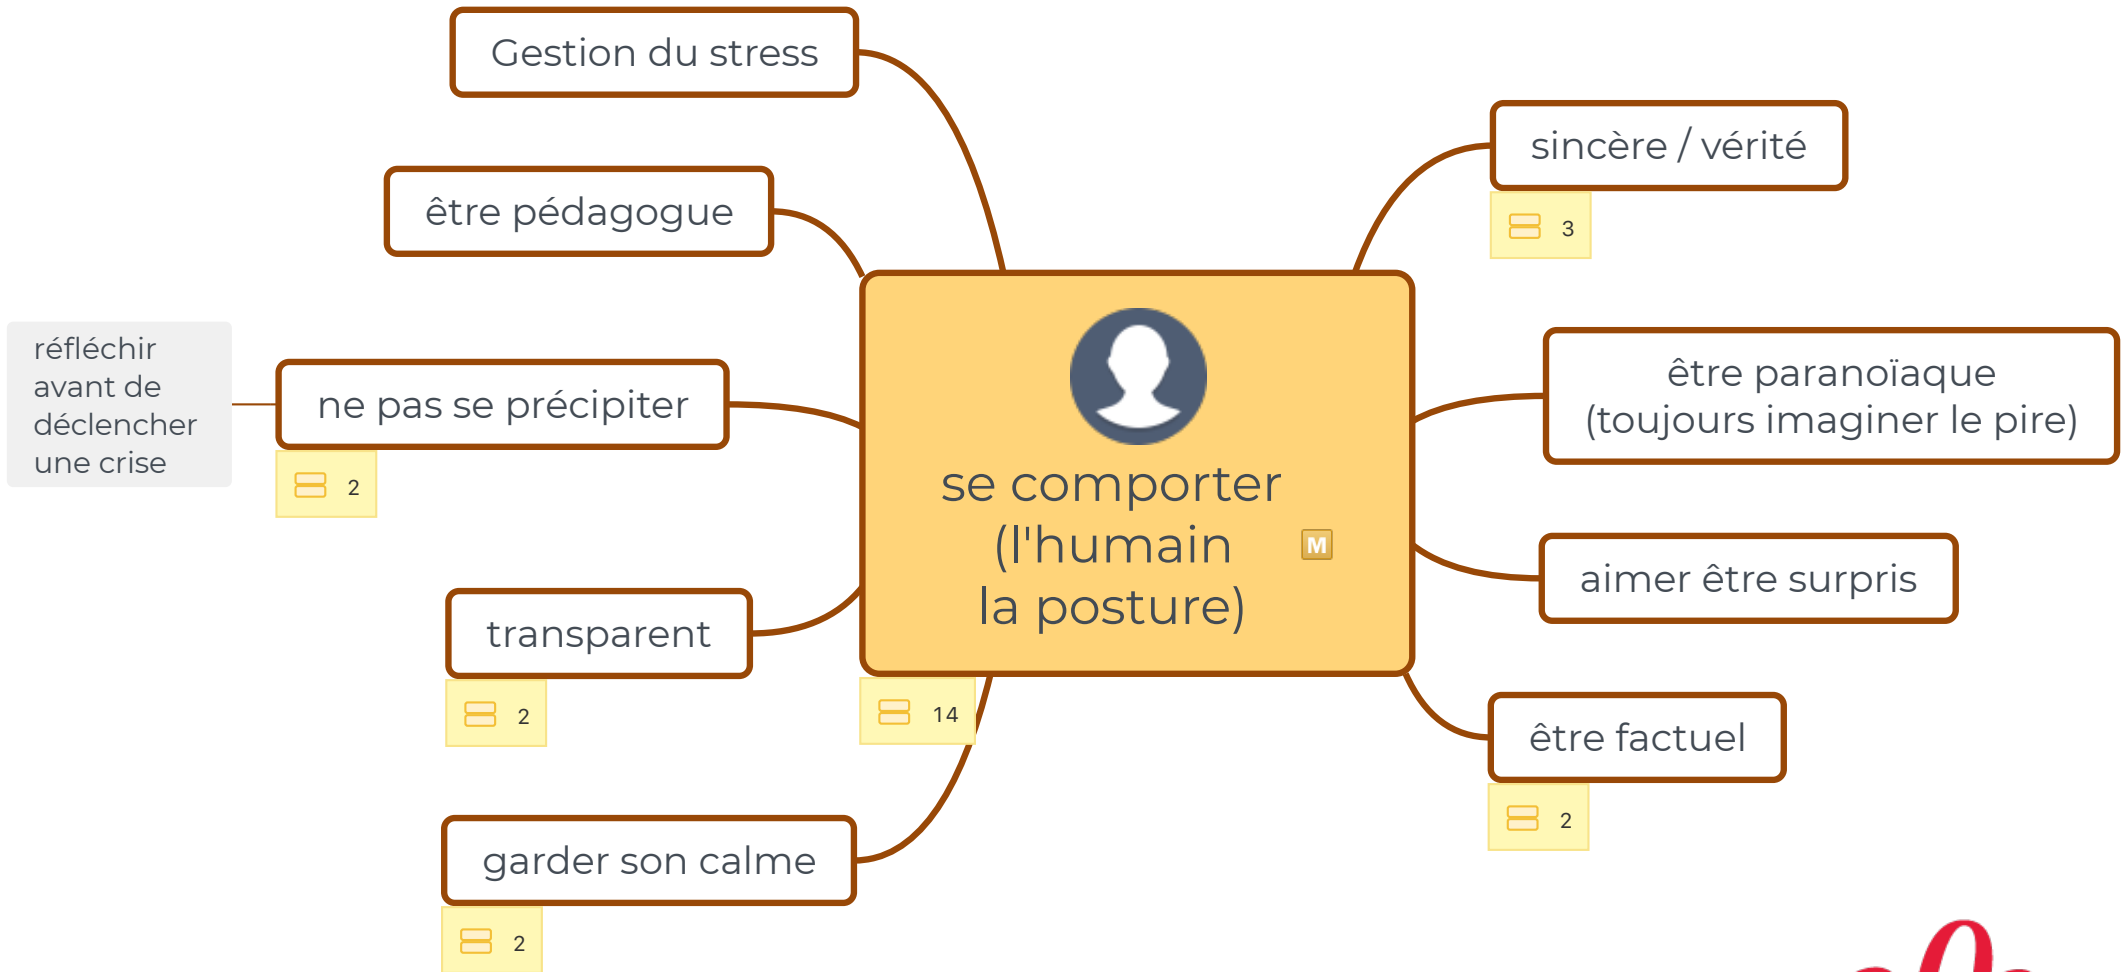 Gestion du stress
être pédagogue
réfléchir
avant de
déclencher
une crise
ne pas se précipiter
2
transparent
2
garder son calme
2
se comporter
(l'humain
la posture)
M
14
sincère / vérité
3
être paranoïaque
(toujours imaginer le pire)
aimer être surpris
être factuel
2